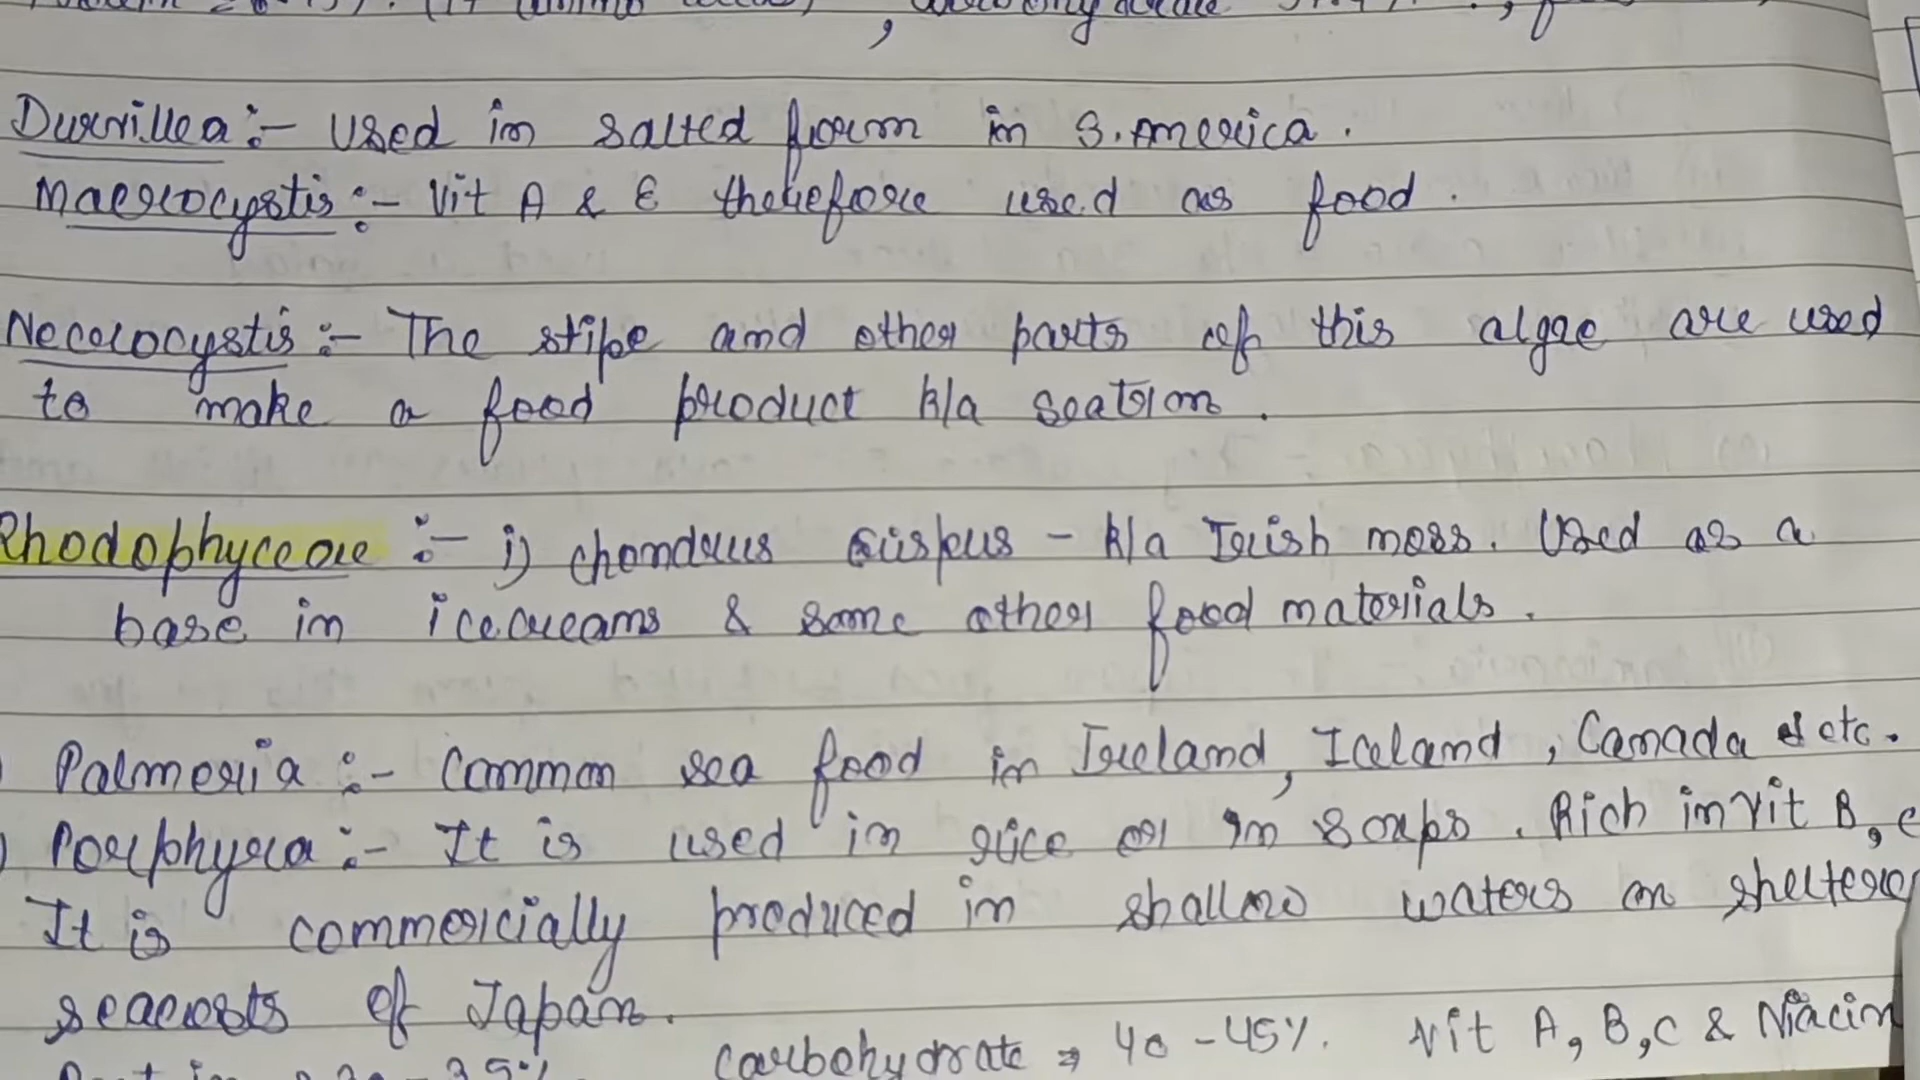 Durvillea :- Used in salted form in S. America.
Macrocystis :- Vit A & E therefore used as food.
Nereocystis :- The stipe and other parts of this algae are used
to make a food product k/a seatron.
Rhodophyceae :- i) chondrus crispus - k/a Irish moss. Used as a
base in icecreams & some other food materials.
Palmeria :- Common sea food in Ireland, Iceland, Canada & etc.
Porphyra :- It is used in rice or in soups. Rich in vit B, C
It is commercially produced in shallow waters on
seacosts of Japan.
Carbohydrate → 40-45%. Vit A, B, C & Niacin